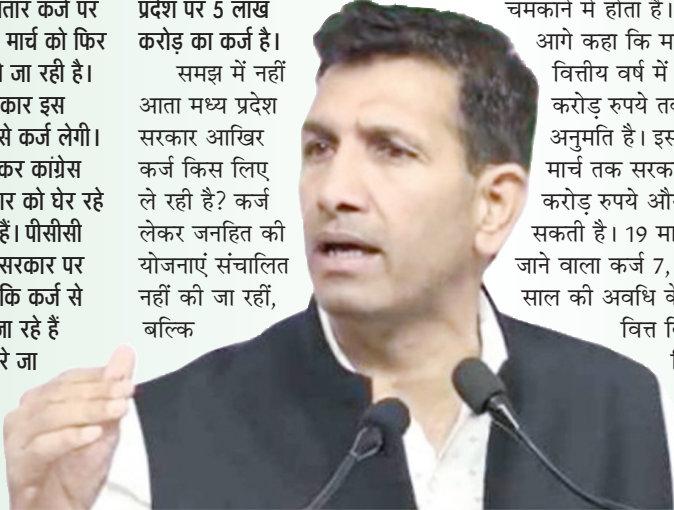 तार कर्ज पर
मार्च को फिर
जा रही है।
कार इस
से कर्ज लेगी।
कर कांग्रेस
र को घेर रहे
हैं। पीसीसी
सरकार पर
कि कर्ज से
जा रहे हैं
रे जा
प्रदेश पर 5 लाख
करोड़ का कर्ज है।
समझ में नहीं
आता मध्य प्रदेश
सरकार आखिर
कर्ज किस लिए
ले रही है? कर्ज
लेकर जनहित की
योजनाएं संचालित
नहीं की जा रहीं,
बल्कि
चमकाने में होता है।
आगे कहा कि म
वित्तीय वर्ष में
करोड़ रुपये त
अनुमति है। इस
मार्च तक सरक
करोड़ रुपये औ
सकती है। 19 मा
जाने वाला कर्ज 7,
साल की अवधि के
वित्त वि